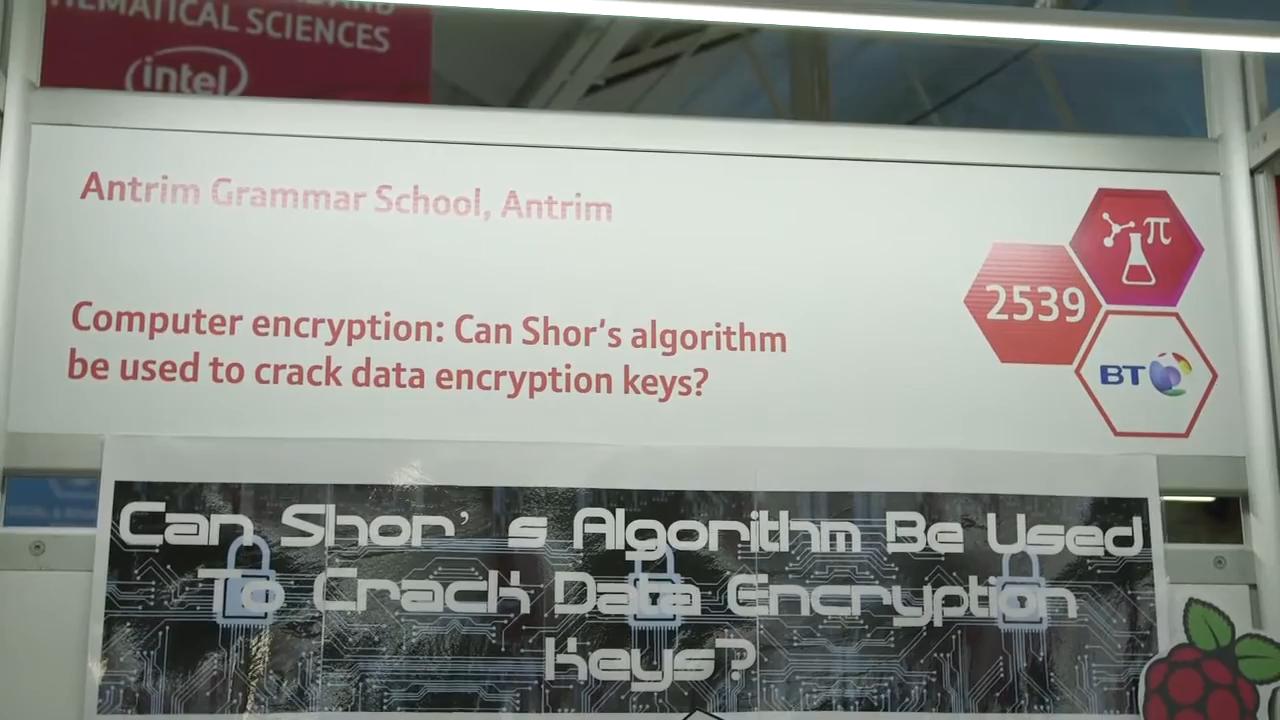 MATHEMATICAL SCIENCES
intel
Antrim Grammar School, Antrim
Computer encryption: Can Shor's algorithm
be used to crack data encryption keys?
π
2539
BT
Can Shor's Algorithm Be Used
To Crack Data Encryption
Keys?